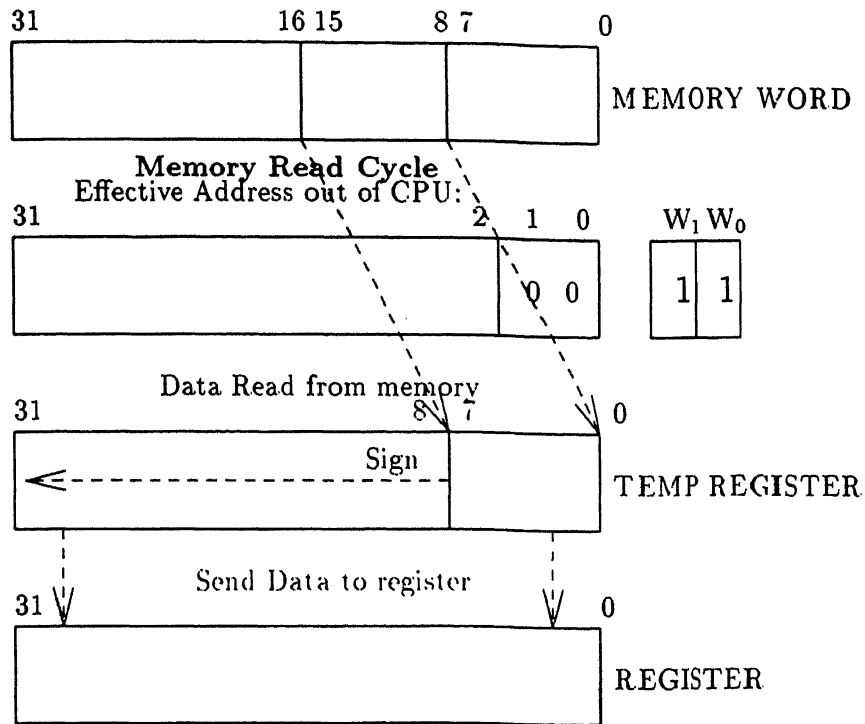 31 16 15 8 7 0
MEMORY WORD
Memory Read Cycle
Effective Address out of CPU:
31 2 1 0 W1 W0
0 0 1 1
Data Read from memory
31 8 7 0
Sign
TEMP REGISTER
Send Data to register
31 0
REGISTER